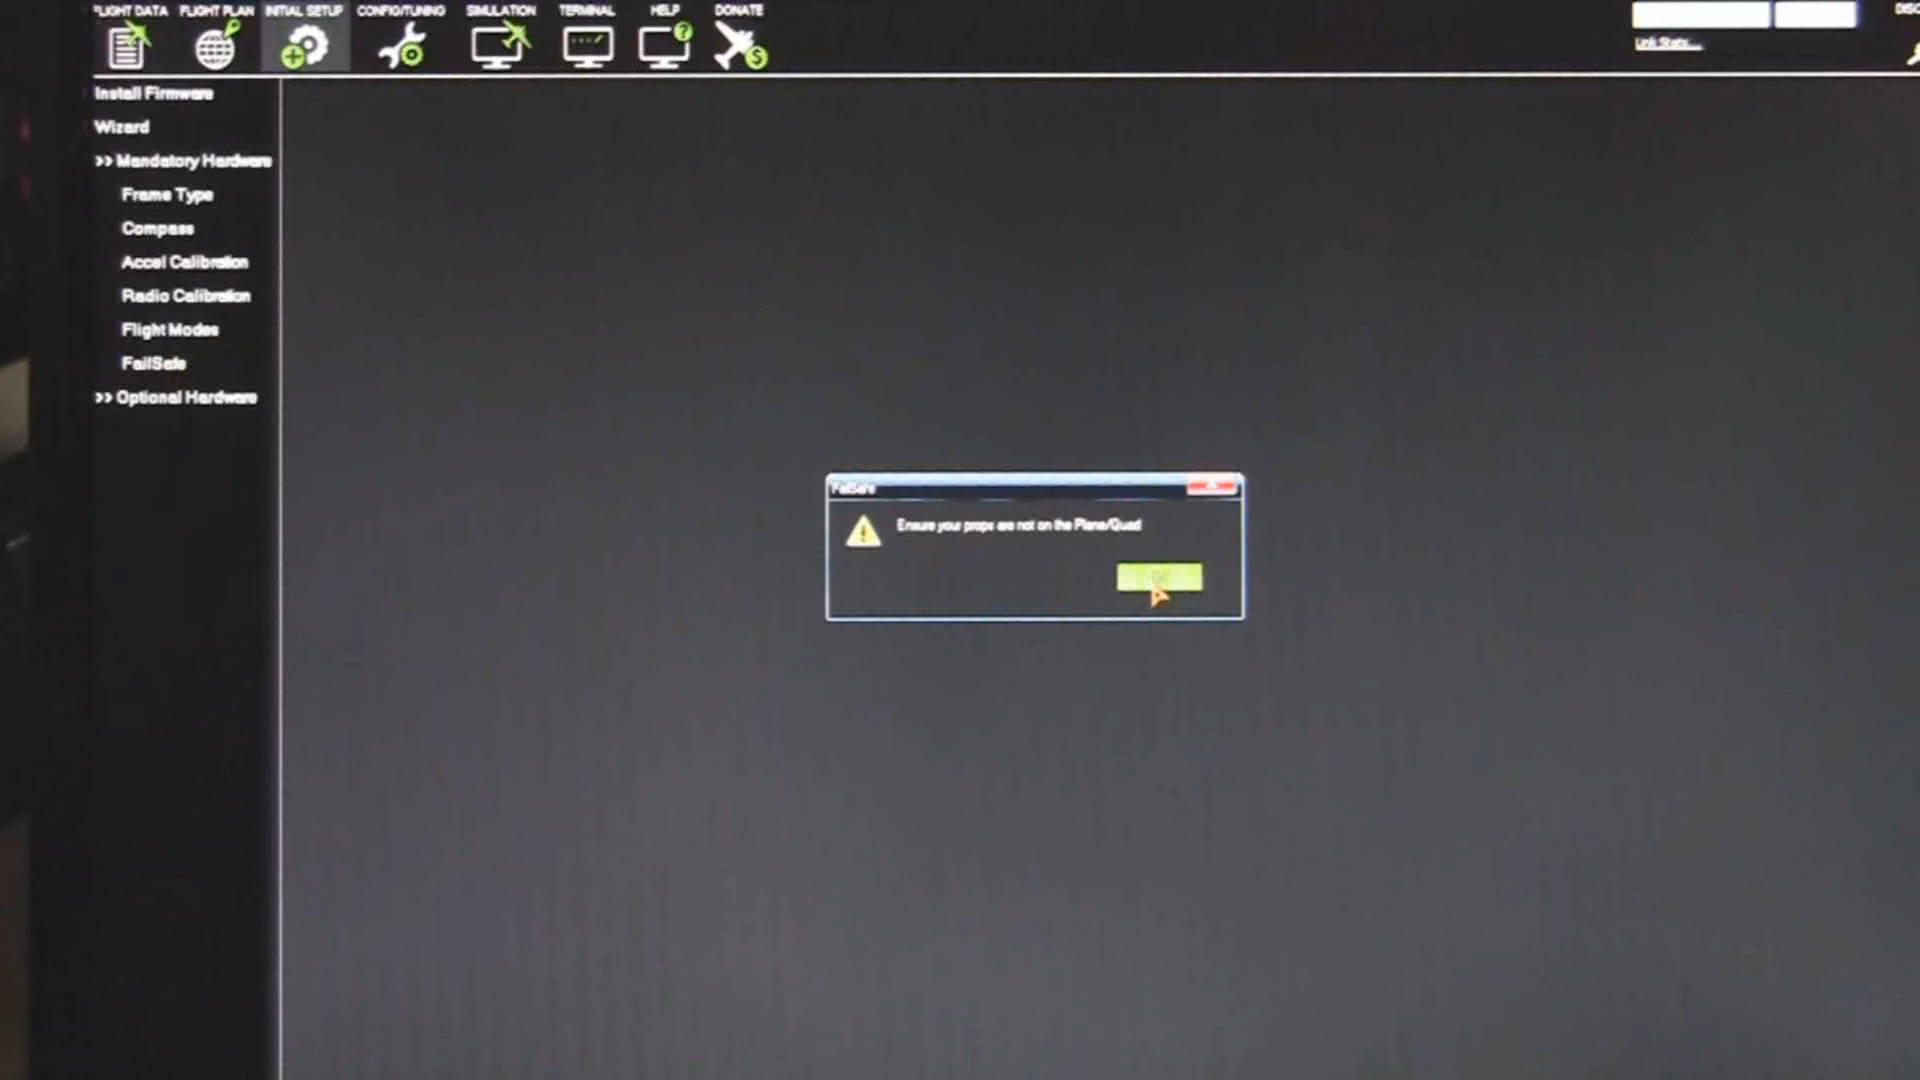 FLIGHT DATA FLIGHT PLAN INITIAL SETUP CONFIG/TUNING SIMULATION TERMINAL HELP DONATE
Link Stats...
Install Firmware
Wizard
>> Mandatory Hardware
Frame Type
Compass
Accel Calibration
Radio Calibration
Flight Modes
FailSafe
>> Optional Hardware
FailSafe
Ensure your props are not on the Plane/Quad